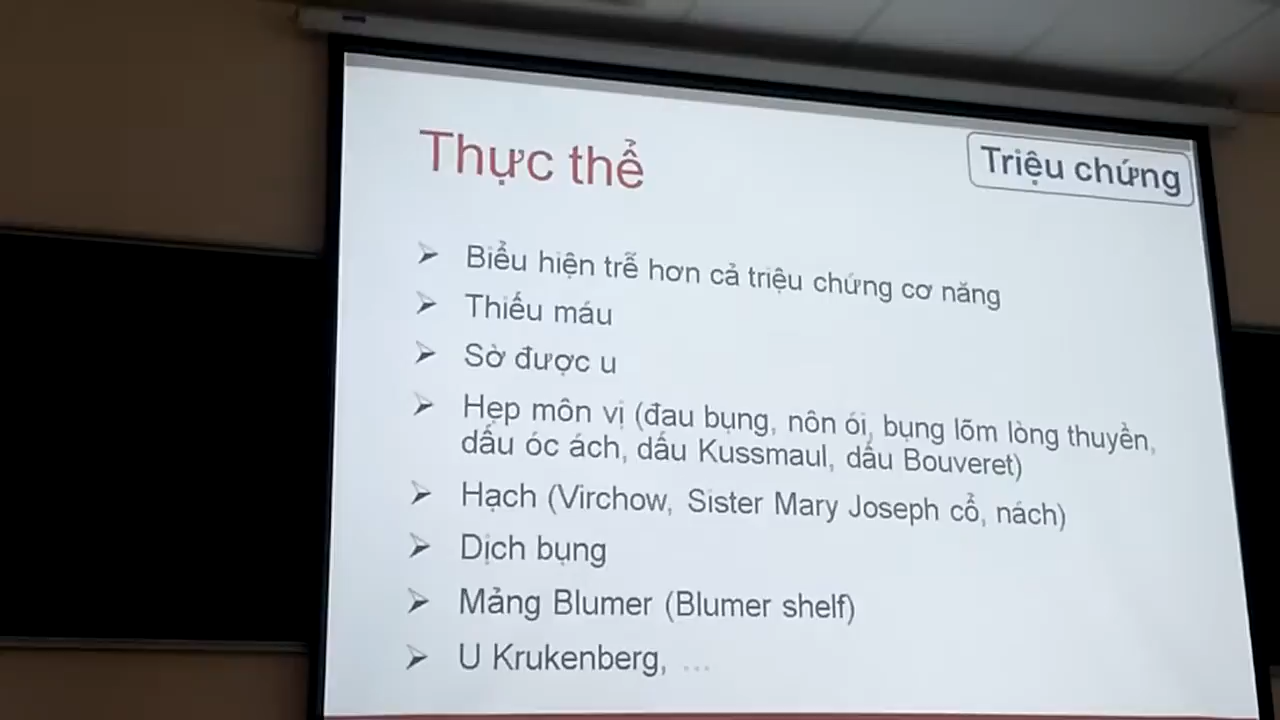 Thực thể
Triệu chứng
Biểu hiện trễ hơn cả triệu chứng cơ năng
Thiếu máu
Sờ được u
Hẹp môn vị (đau bụng, nôn ói, bụng lõm lòng thuyền,
dấu óc ách, dấu Kussmaul, dấu Bouveret)
Hạch (Virchow, Sister Mary Joseph cổ, nách)
Dịch bụng
Mảng Blumer (Blumer shelf)
U Krukenberg, ...